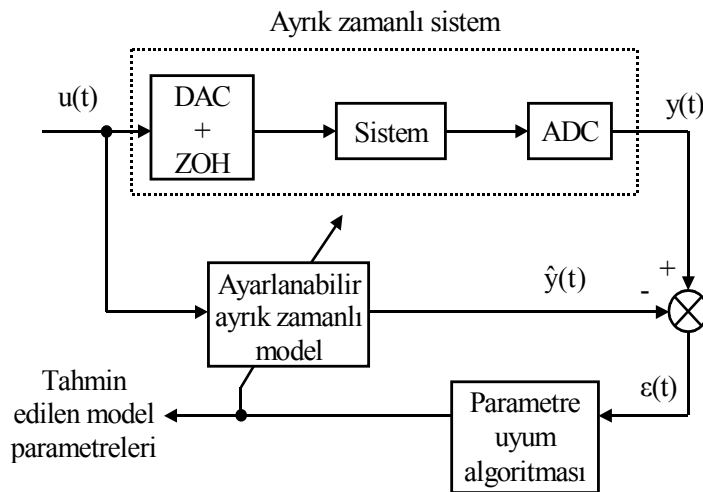 Ayrık zamanlı sistem
u(t)
DAC
+
ZOH
Sistem
ADC
y(t)
Ayarlanabilir
ayrık zamanlı
model
ŷ(t)
+
-
Tahmin
edilen model
parametreleri
Parametre
uyum
algoritması
ε(t)